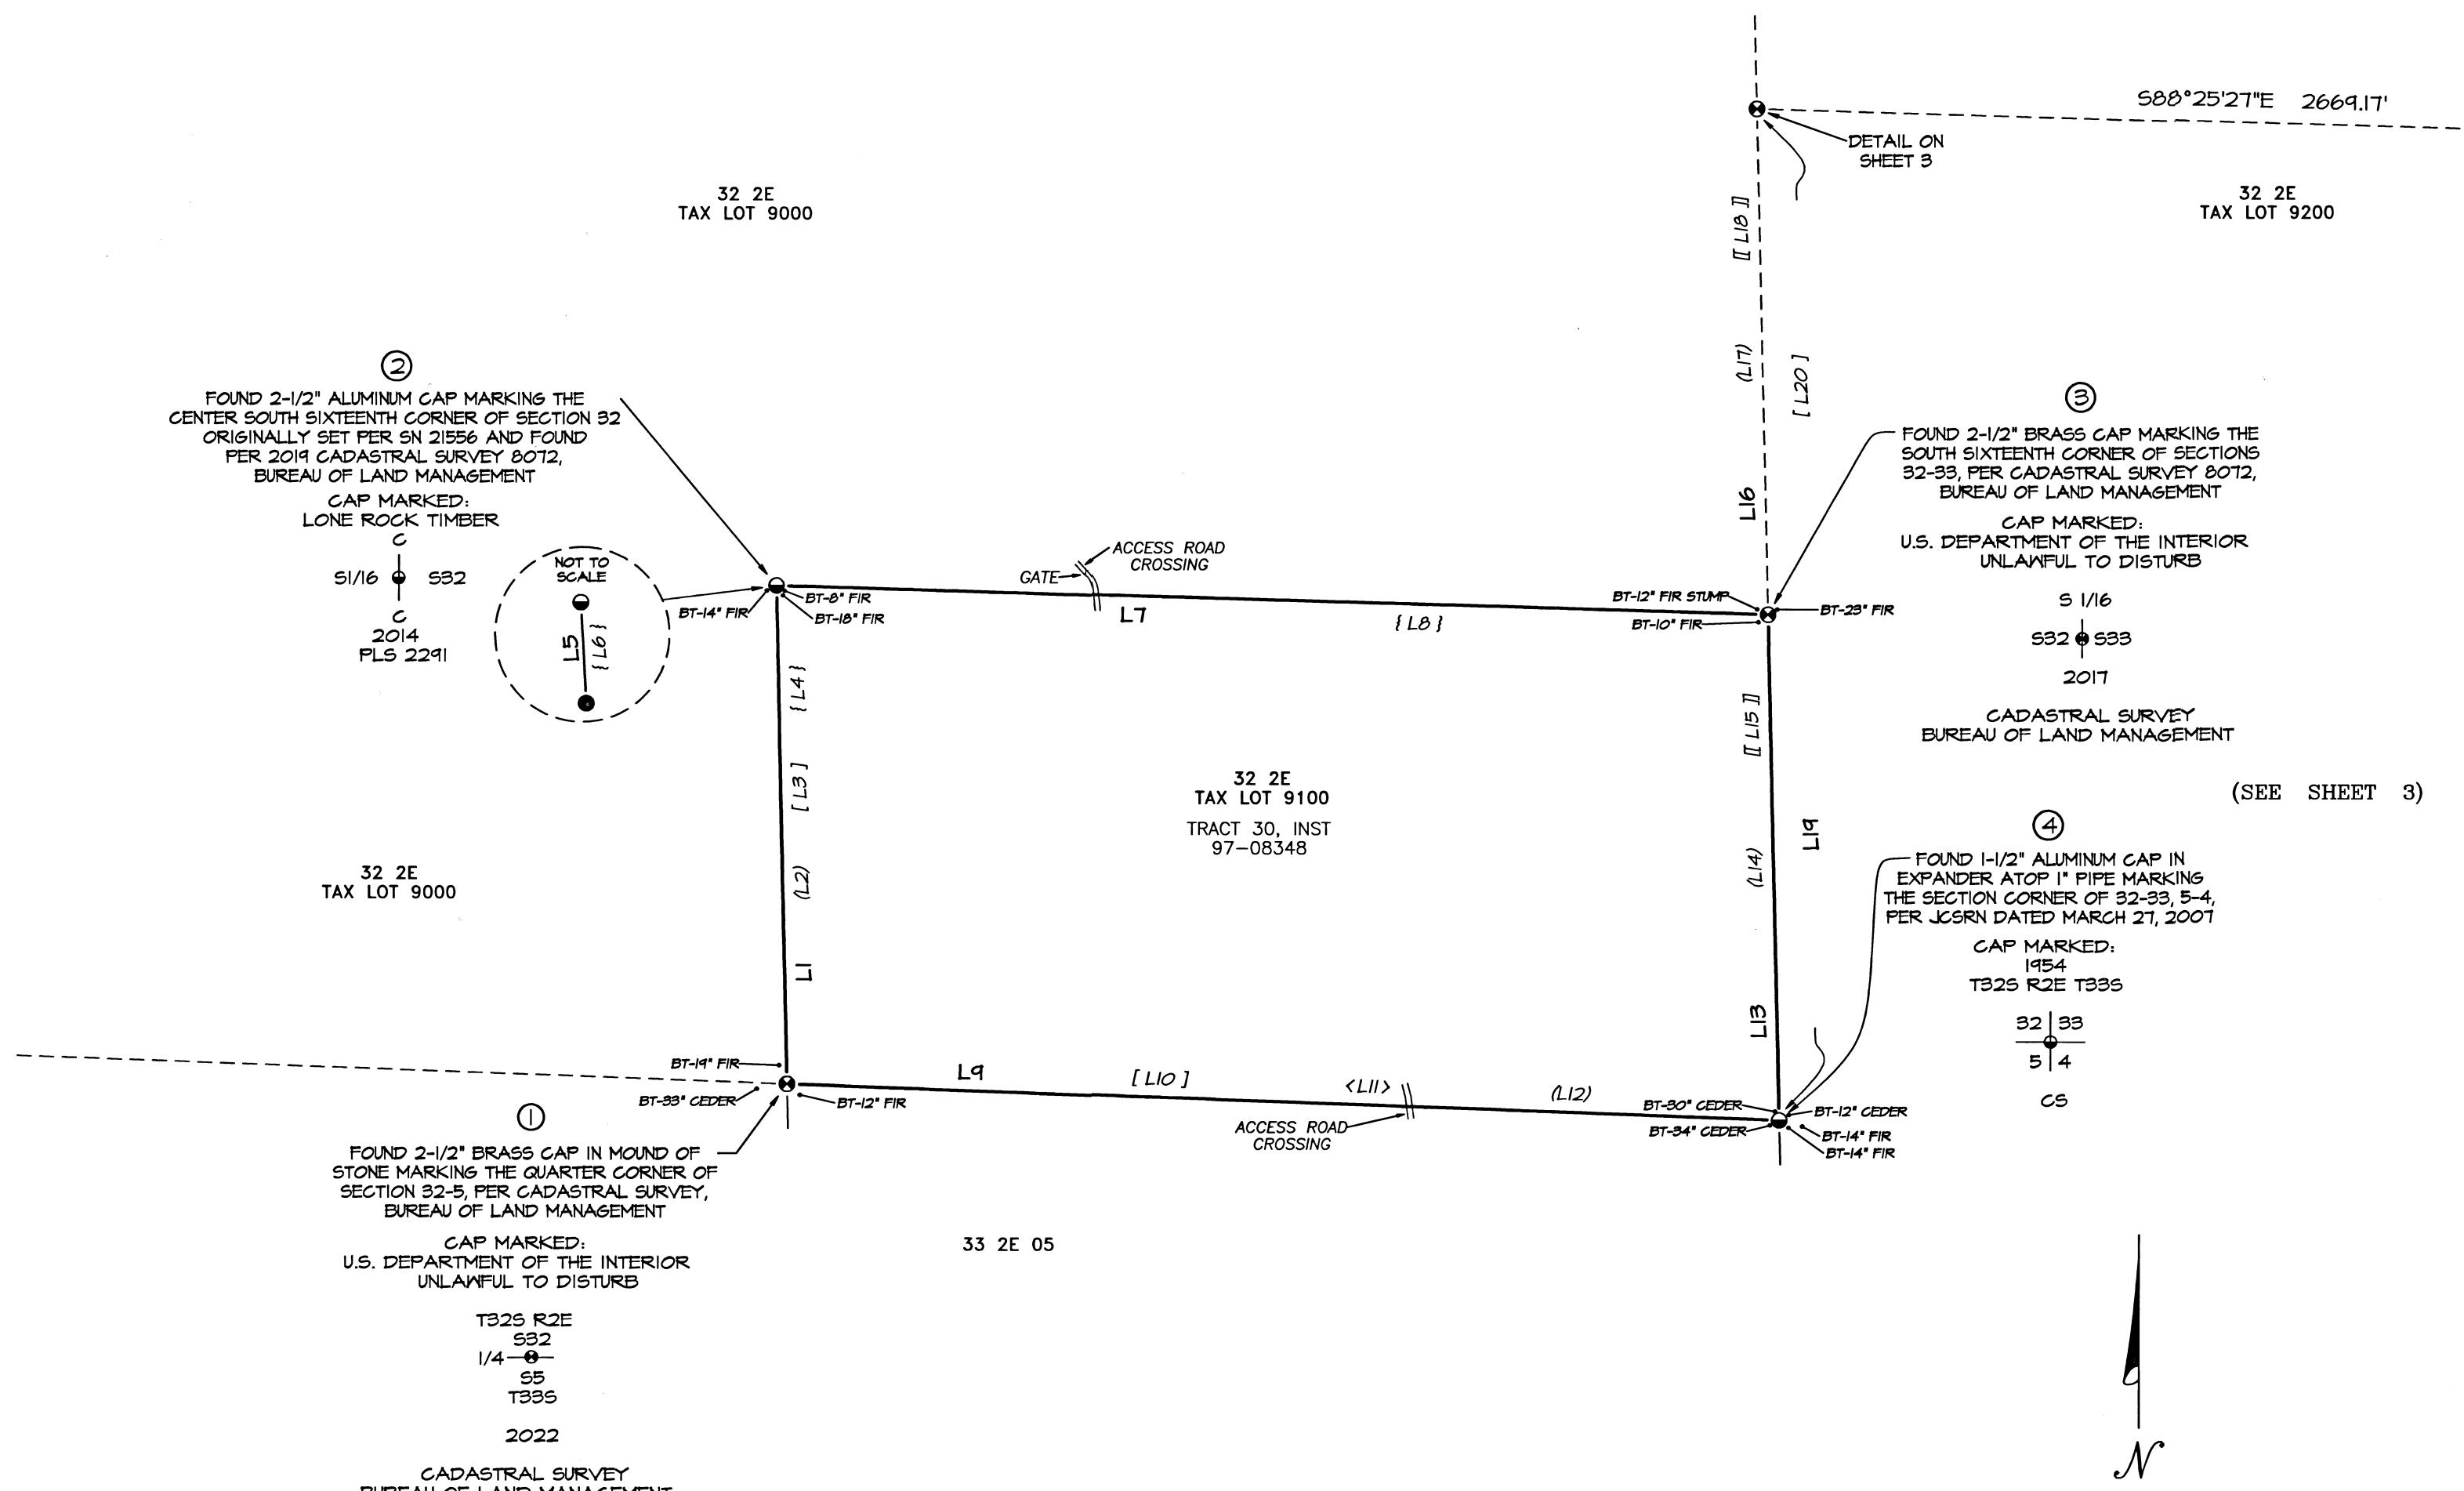 S88°25'27"E 2669.17'
DETAIL ON
SHEET 3
32 2E
TAX LOT 9000
32 2E
TAX LOT 9200
[[ L18 ]]
(L17)
[ L20 ]
L16
2
FOUND 2-1/2" ALUMINUM CAP MARKING THE
CENTER SOUTH SIXTEENTH CORNER OF SECTION 32
ORIGINALLY SET PER SN 21556 AND FOUND
PER 2019 CADASTRAL SURVEY 8072,
BUREAU OF LAND MANAGEMENT
CAP MARKED:
LONE ROCK TIMBER
C
S1/16 S32
C
2014
PLS 2291
NOT TO
SCALE
L5
{ L6 }
BT-14" FIR
BT-8" FIR
BT-18" FIR
GATE
ACCESS ROAD
CROSSING
L7
{ L8 }
BT-12" FIR STUMP
BT-10" FIR
BT-23" FIR
3
FOUND 2-1/2" BRASS CAP MARKING THE
SOUTH SIXTEENTH CORNER OF SECTIONS
32-33, PER CADASTRAL SURVEY 8072,
BUREAU OF LAND MANAGEMENT
CAP MARKED:
U.S. DEPARTMENT OF THE INTERIOR
UNLAWFUL TO DISTURB
S 1/16
S32 S33
2017
CADASTRAL SURVEY
BUREAU OF LAND MANAGEMENT
{ L4 }
[ L3 ]
(L2)
L1
32 2E
TAX LOT 9100
TRACT 30, INST
97-08348
[[ L15 ]]
(L14)
L19
L13
(SEE SHEET 3)
4
FOUND 1-1/2" ALUMINUM CAP IN
EXPANDER ATOP 1" PIPE MARKING
THE SECTION CORNER OF 32-33, 5-4,
PER JCSRN DATED MARCH 27, 2007
CAP MARKED:
1954
T32S R2E T33S
32 33
5 4
CS
32 2E
TAX LOT 9000
BT-19" FIR
BT-33" CEDER
BT-12" FIR
L9
[ L10 ]
<L11>
(L12)
ACCESS ROAD
CROSSING
BT-30" CEDER
BT-34" CEDER
BT-12" CEDER
BT-14" FIR
BT-14" FIR
1
FOUND 2-1/2" BRASS CAP IN MOUND OF
STONE MARKING THE QUARTER CORNER OF
SECTION 32-5, PER CADASTRAL SURVEY,
BUREAU OF LAND MANAGEMENT
CAP MARKED:
U.S. DEPARTMENT OF THE INTERIOR
UNLAWFUL TO DISTURB
T32S R2E
S32
1/4
S5
T33S
2022
CADASTRAL SURVEY
BUREAU OF LAND MANAGEMENT
33 2E 05
N